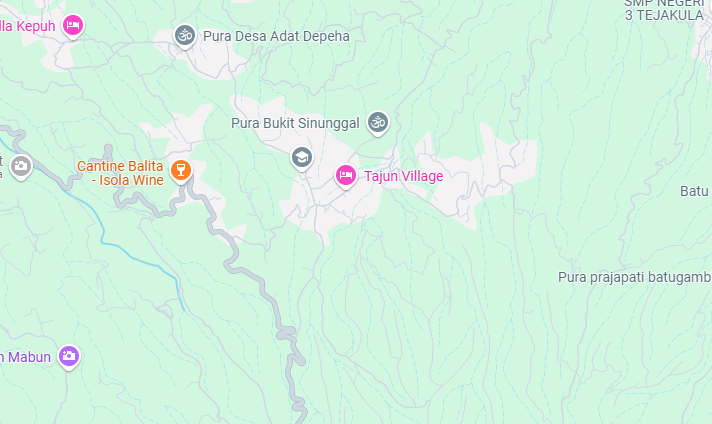 SMP NEGERI
3 TEJAKULA
lla Kepuh
Pura Desa Adat Depeha
Pura Bukit Sinunggal
Cantine Balita
- Isola Wine
Tajun Village
Batu
Pura prajapati batugamb
n Mabun